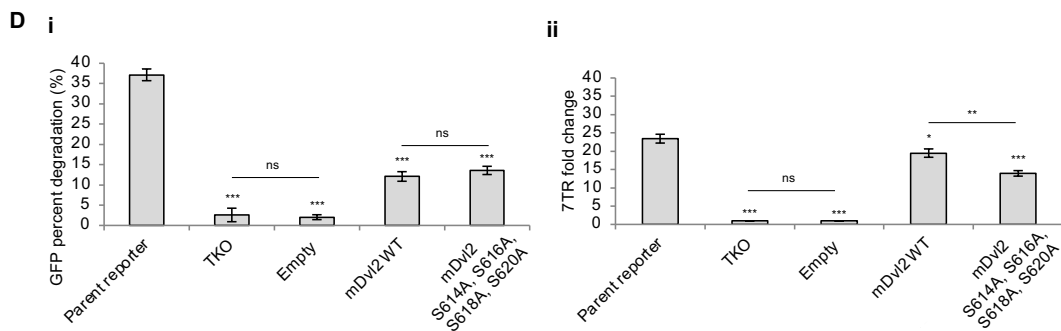 D
i
GFP percent degradation (%)
40
35
30
25
20
15
10
5
0
ns
ns
***
***
***
***
Parent reporter
TKO
Empty
mDvl2 WT
mDvl2
S614A, S616A,
S618A, S620A
ii
7TR fold change
40
35
30
25
20
15
10
5
0
ns
**
***
***
*
***
Parent reporter
TKO
Empty
mDvl2 WT
mDvl2
S614A, S616A,
S618A, S620A